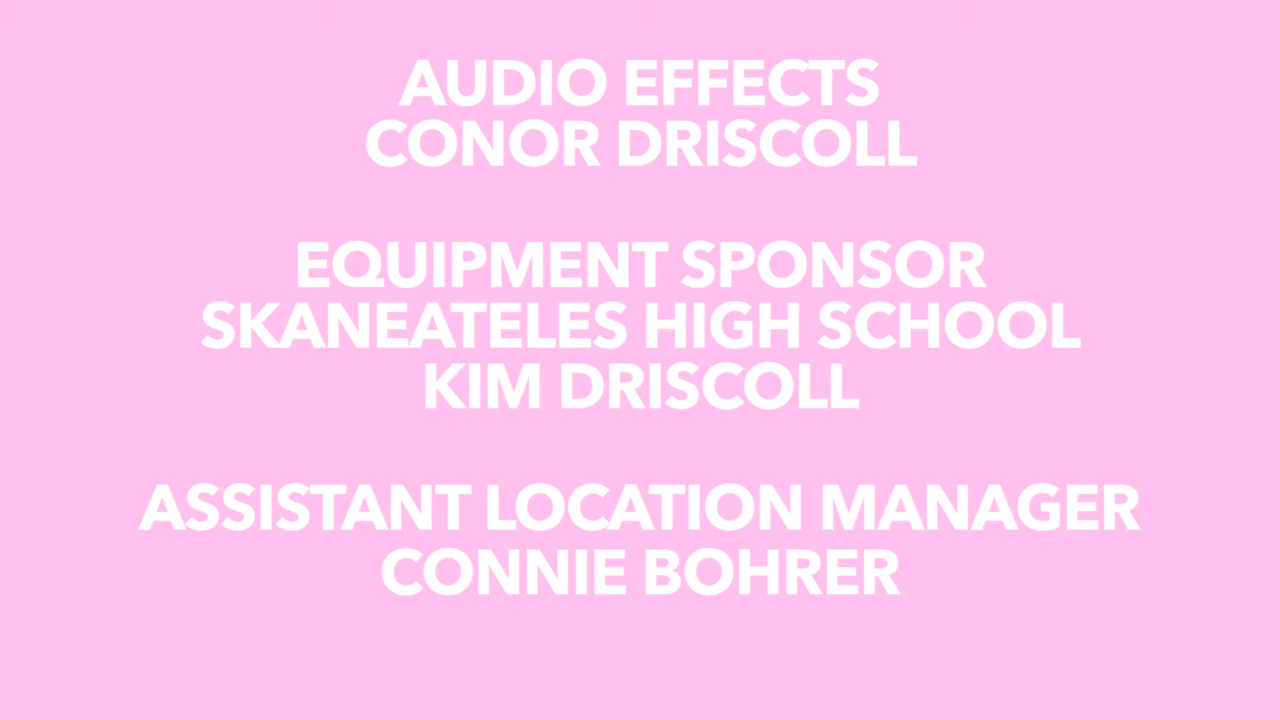 AUDIO EFFECTS
CONOR DRISCOLL
EQUIPMENT SPONSOR
SKANEATELES HIGH SCHOOL
KIM DRISCOLL
ASSISTANT LOCATION MANAGER
CONNIE BOHRER